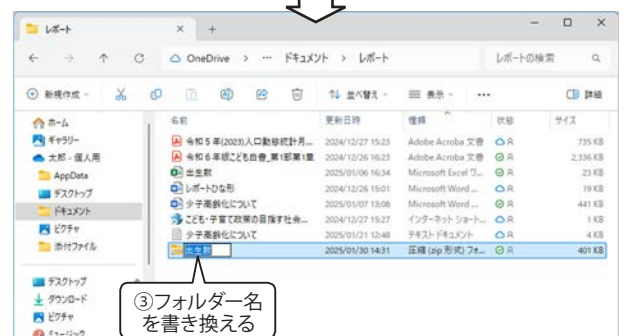 レポート
OneDrive > … ドキュメント > レポート
レポートの検索
新規作成
並べ替え
表示
…
詳細
ホーム
ギャラリー
太郎 - 個人用
AppData
デスクトップ
ドキュメント
ピクチャ
添付ファイル
デスクトップ
ダウンロード
ピクチャ
ミュージック
名前 更新日時 種類 状態 サイズ
令和5年(2023)人口動態統計月... 2024/12/27 15:23 Adobe Acroba 文書 735 KB
令和6年版こども白書_第1部第1章 2024/12/26 16:23 Adobe Acroba 文書 2,336 KB
出生数 2025/01/06 16:34 Microsoft Excel ワ... 23 KB
レポートひな形 2024/12/26 15:01 Microsoft Word ... 19 KB
少子高齢化について 2025/01/07 13:08 Microsoft Word ... 441 KB
こども・子育て政策の目指す社会... 2024/12/27 15:27 インターネット ショート... 1 KB
少子高齢化について 2025/01/21 12:48 テキスト ドキュメント 4 KB
出生数 2025/01/30 14:31 圧縮 (zip 形式) フォ... 401 KB
③フォルダー名
を書き換える